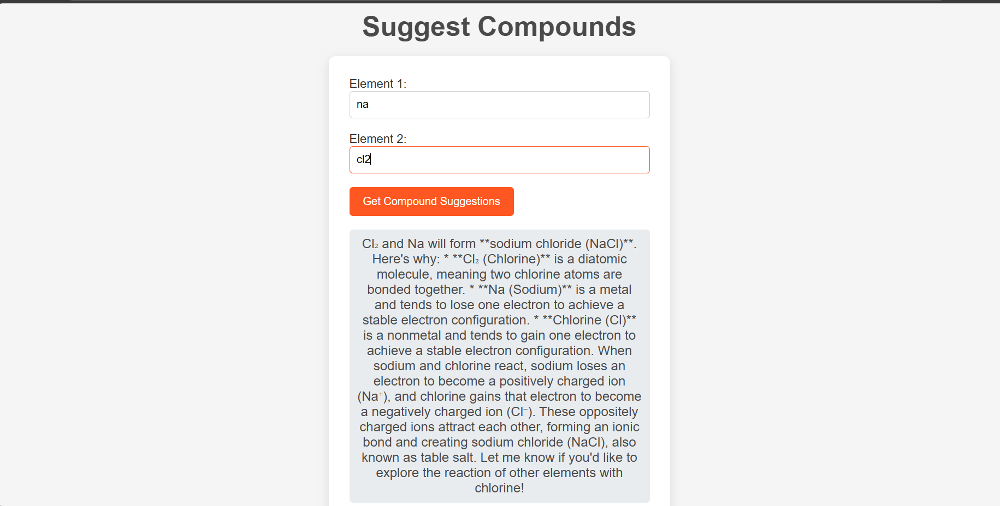 Suggest Compounds
Element 1:
na
Element 2:
cl2
Get Compound Suggestions
Cl₂ and Na will form **sodium chloride (NaCl)**.
Here's why: * **Cl₂ (Chlorine)** is a diatomic
molecule, meaning two chlorine atoms are
bonded together. * **Na (Sodium)** is a metal
and tends to lose one electron to achieve a
stable electron configuration. * **Chlorine (Cl)**
is a nonmetal and tends to gain one electron to
achieve a stable electron configuration. When
sodium and chlorine react, sodium loses an
electron to become a positively charged ion
(Na⁺), and chlorine gains that electron to become
a negatively charged ion (Cl⁻). These oppositely
charged ions attract each other, forming an ionic
bond and creating sodium chloride (NaCl), also
known as table salt. Let me know if you'd like to
explore the reaction of other elements with
chlorine!